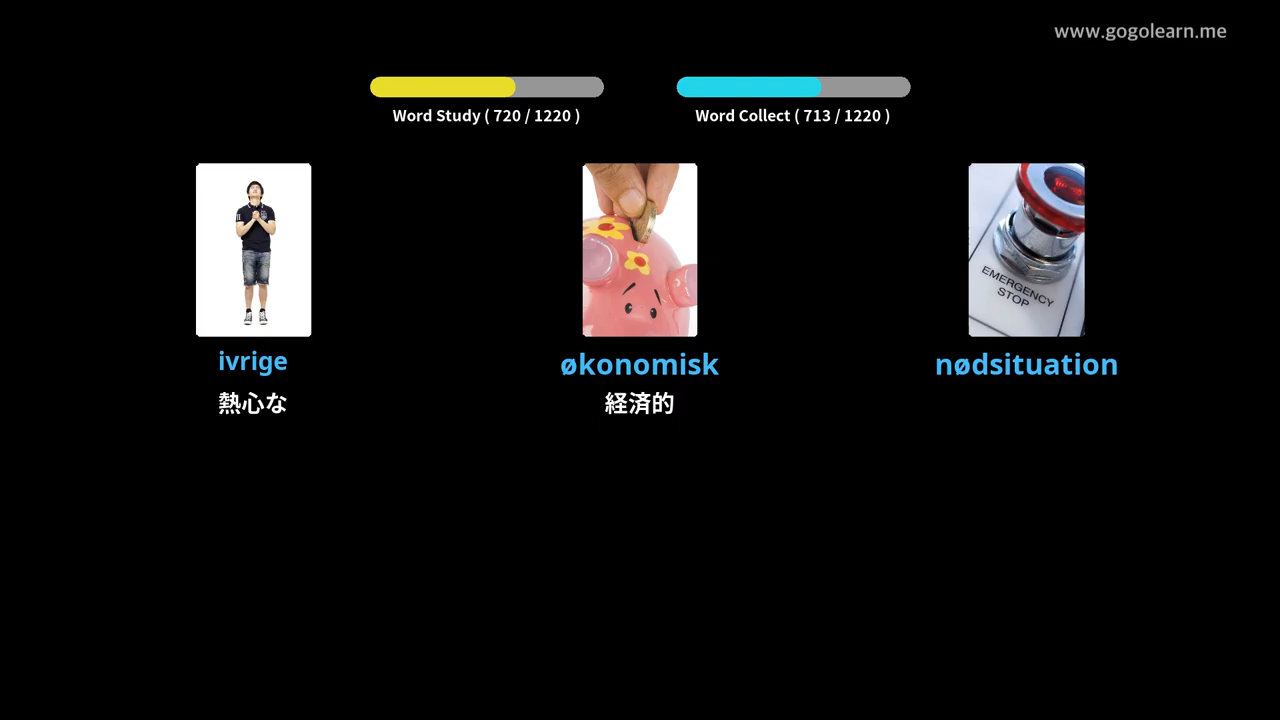 www.gogolearn.me
Word Study ( 720 / 1220 )
Word Collect ( 713 / 1220 )
EMERGENCY
STOP
ivrige
økonomisk
nødsituation
熱心な
経済的